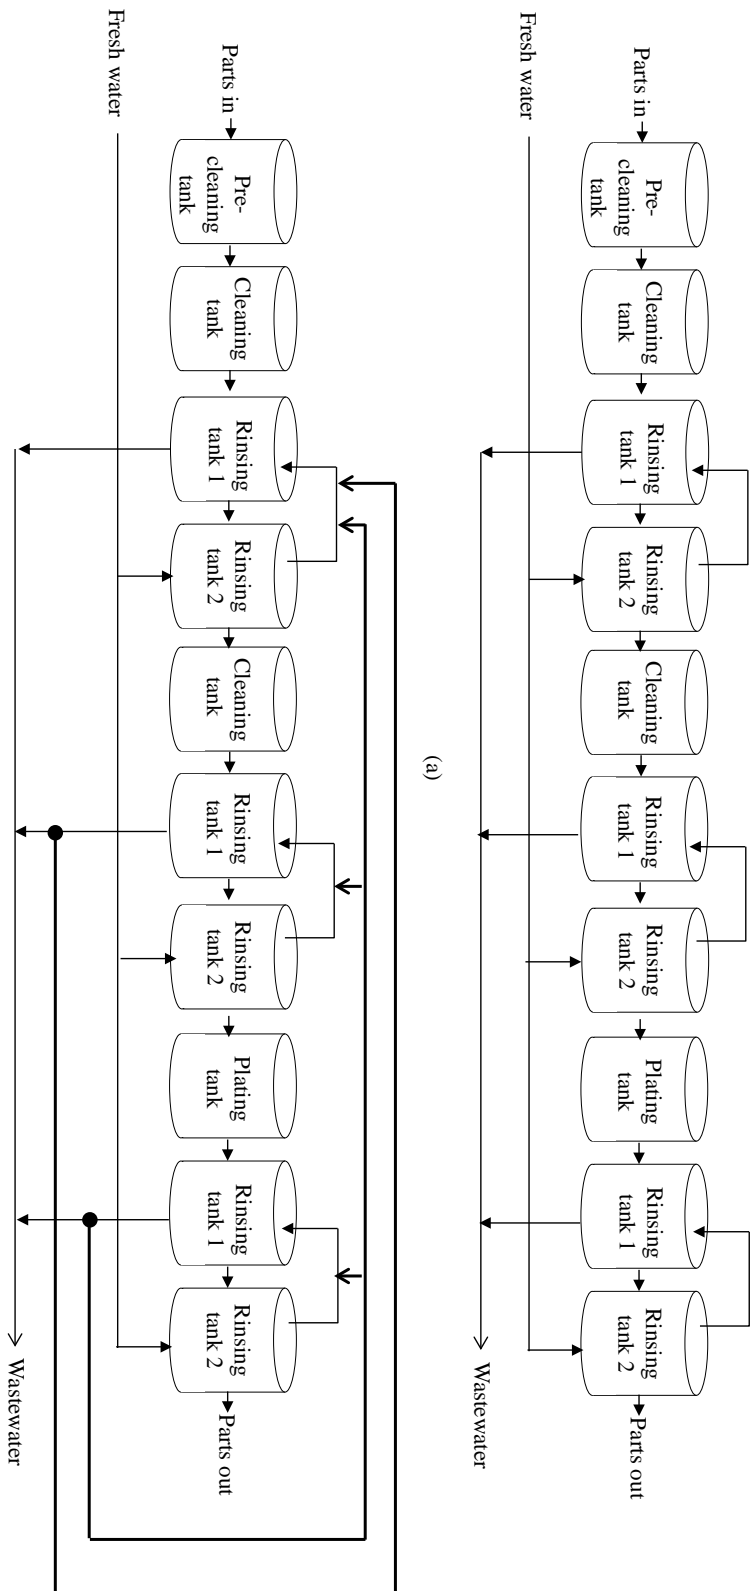 Parts in
Pre-
cleaning
tank
Cleaning
tank
Rinsing
tank 1
Rinsing
tank 2
Cleaning
tank
Rinsing
tank 1
Rinsing
tank 2
Plating
tank
Rinsing
tank 1
Rinsing
tank 2
Parts out
Fresh water
Wastewater
(a)
Parts in
Pre-
cleaning
tank
Cleaning
tank
Rinsing
tank 1
Rinsing
tank 2
Cleaning
tank
Rinsing
tank 1
Rinsing
tank 2
Plating
tank
Rinsing
tank 1
Rinsing
tank 2
Parts out
Fresh water
Wastewater